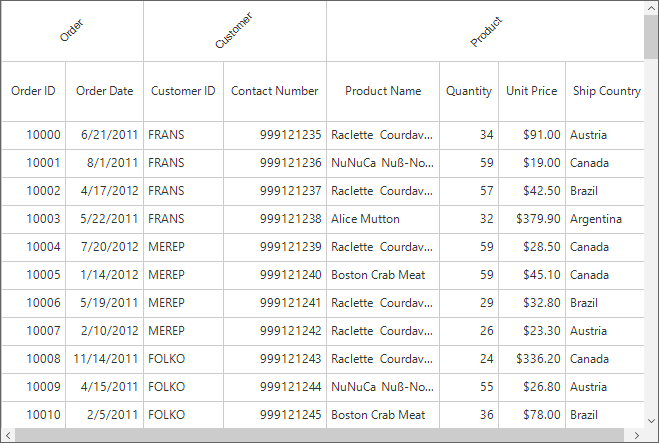 Order Customer Product
Order ID Order Date Customer ID Contact Number Product Name Quantity Unit Price Ship Country
10000 6/21/2011 FRANS 999121235 Raclette Courdav... 34 $91.00 Austria
10001 8/1/2011 FRANS 999121236 NuNuCa Nuß-No... 59 $19.00 Canada
10002 4/17/2012 FRANS 999121237 Raclette Courdav... 57 $42.50 Brazil
10003 5/22/2011 FRANS 999121238 Alice Mutton 32 $379.90 Argentina
10004 7/20/2012 MEREP 999121239 Raclette Courdav... 59 $28.50 Canada
10005 1/14/2012 MEREP 999121240 Boston Crab Meat 59 $45.10 Canada
10006 5/19/2011 MEREP 999121241 Raclette Courdav... 29 $32.80 Brazil
10007 2/10/2012 MEREP 999121242 Raclette Courdav... 26 $23.30 Austria
10008 11/14/2011 FOLKO 999121243 Raclette Courdav... 24 $336.20 Canada
10009 4/15/2011 FOLKO 999121244 NuNuCa Nuß-No... 55 $26.80 Austria
10010 2/5/2011 FOLKO 999121245 Boston Crab Meat 36 $78.00 Brazil